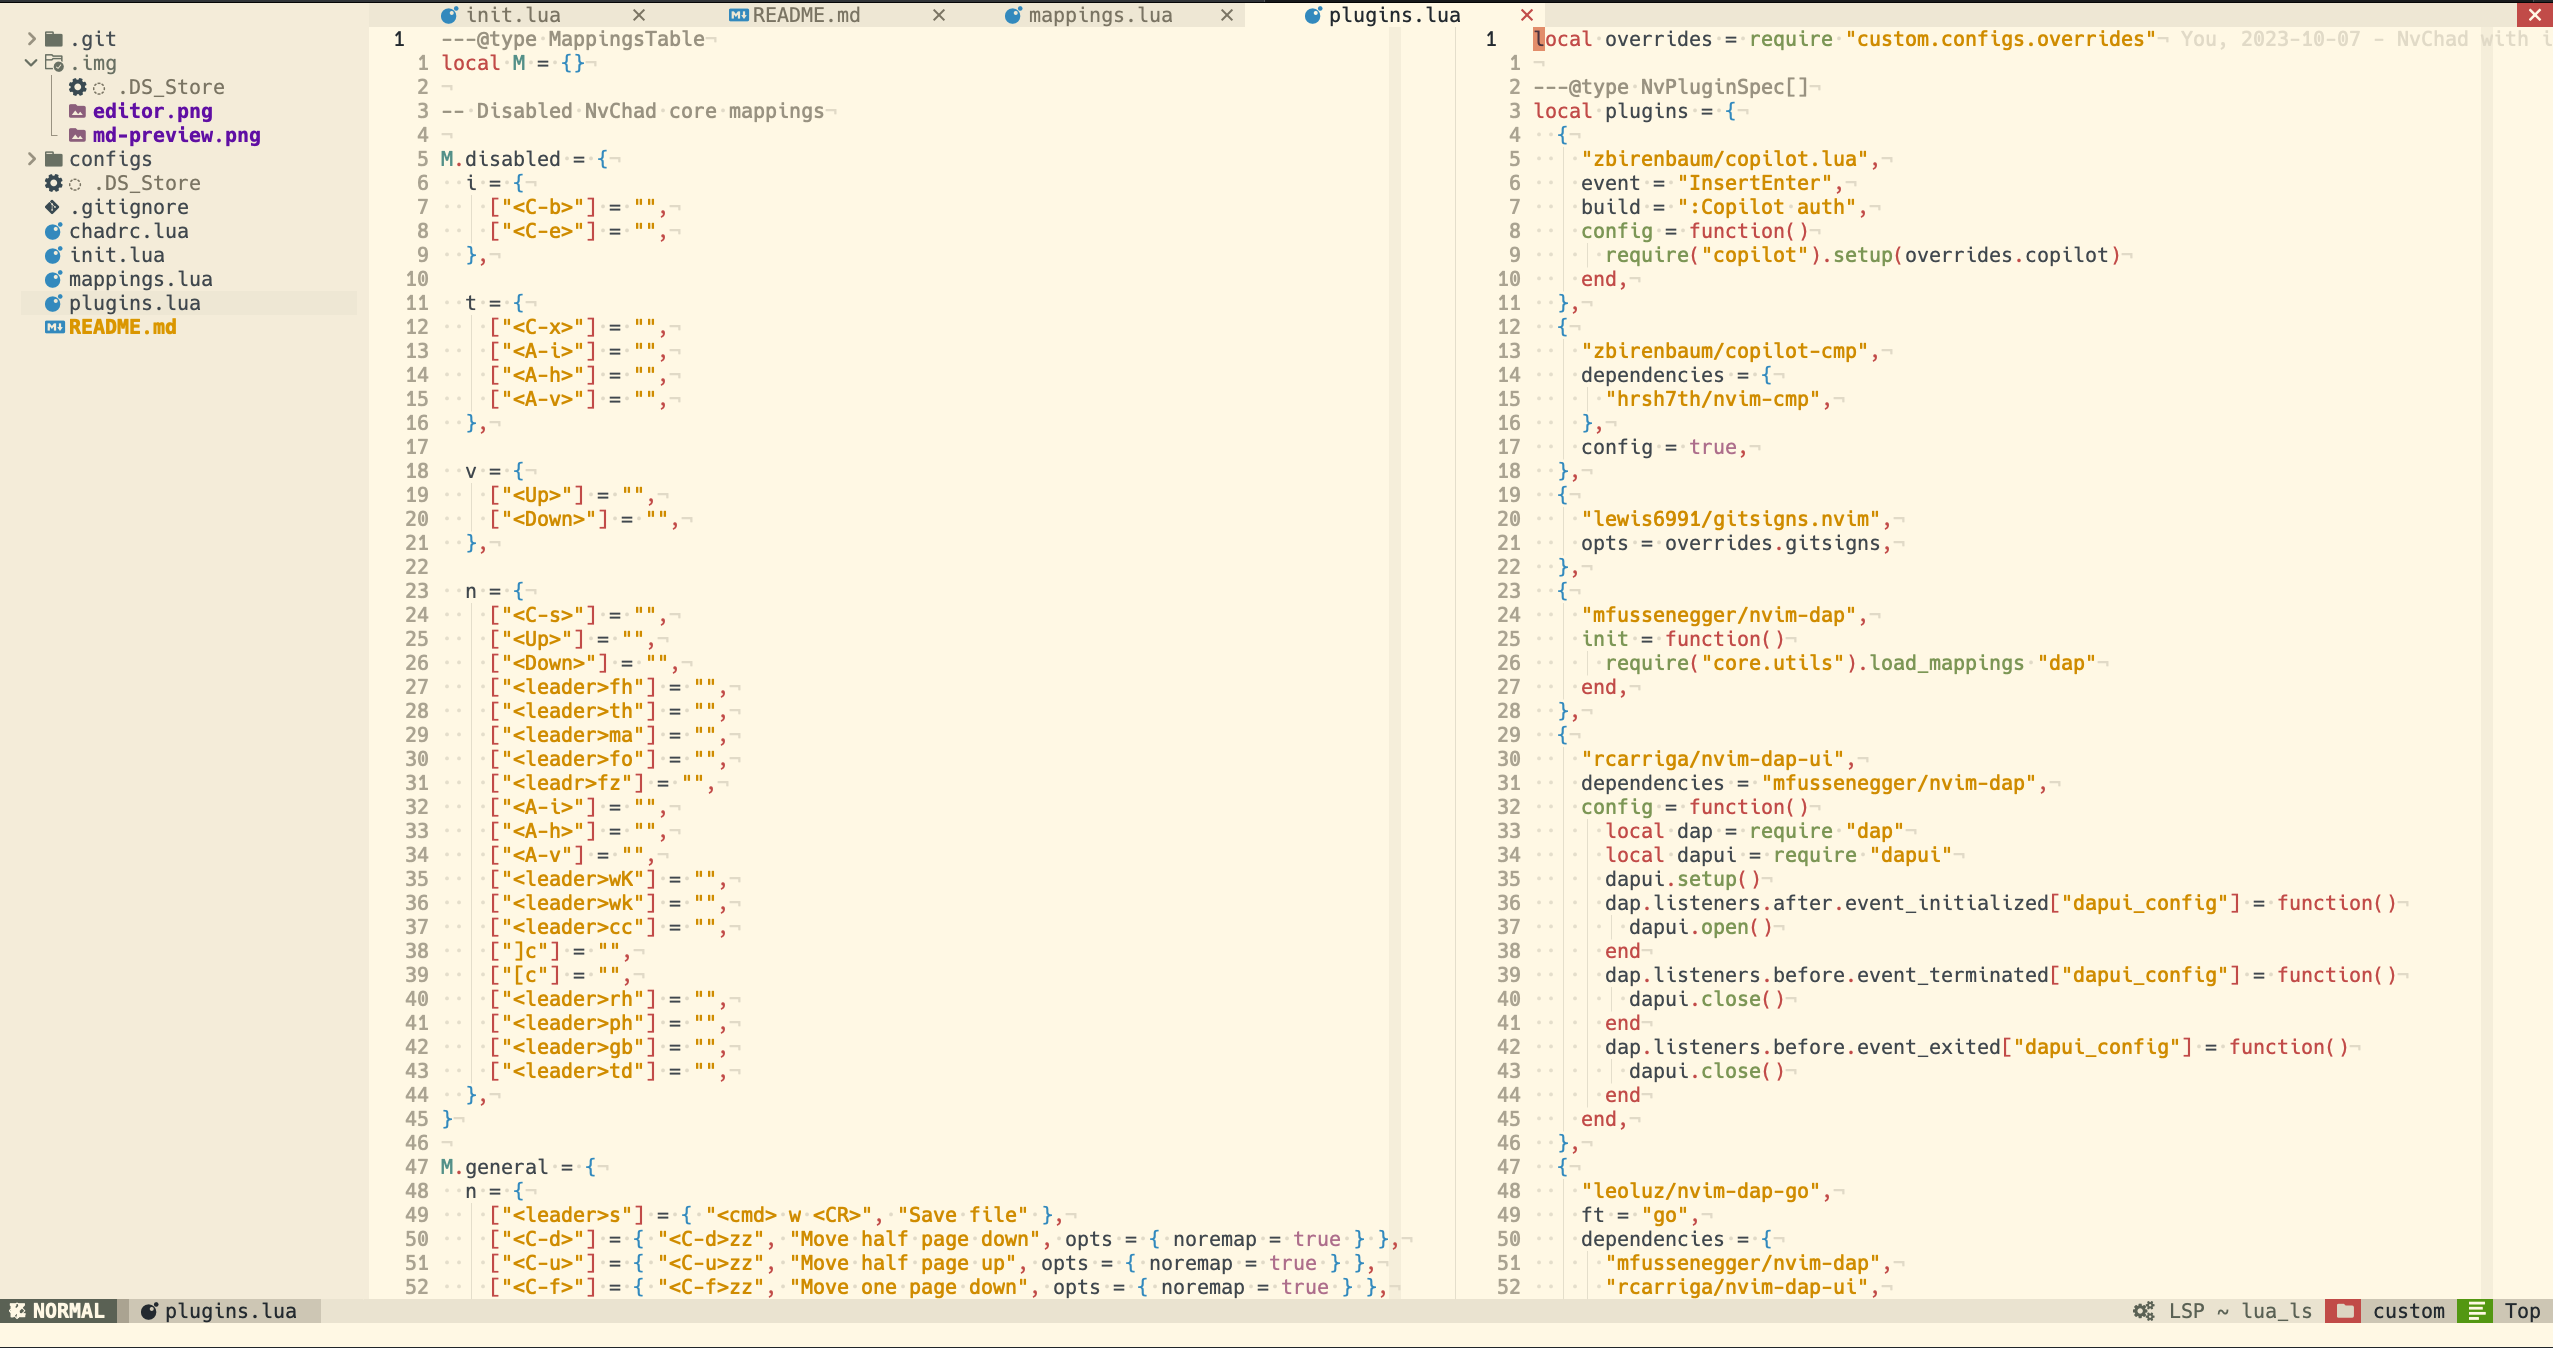 init.lua × README.md × mappings.lua × plugins.lua × ×
.git
.img
.DS_Store
editor.png
md-preview.png
configs
.DS_Store
.gitignore
chadrc.lua
init.lua
mappings.lua
plugins.lua
README.md
1 ---@type MappingsTable
1 local M = {}
2
3 -- Disabled NvChad core mappings
4
5 M.disabled = {
6 i = {
7 ["<C-b>"] = "",
8 ["<C-e>"] = "",
9 },
10
11 t = {
12 ["<C-x>"] = "",
13 ["<A-i>"] = "",
14 ["<A-h>"] = "",
15 ["<A-v>"] = "",
16 },
17
18 v = {
19 ["<Up>"] = "",
20 ["<Down>"] = "",
21 },
22
23 n = {
24 ["<C-s>"] = "",
25 ["<Up>"] = "",
26 ["<Down>"] = "",
27 ["<leader>fh"] = "",
28 ["<leader>th"] = "",
29 ["<leader>ma"] = "",
30 ["<leader>fo"] = "",
31 ["<leadr>fz"] = "",
32 ["<A-i>"] = "",
33 ["<A-h>"] = "",
34 ["<A-v"] = "",
35 ["<leader>wK"] = "",
36 ["<leader>wk"] = "",
37 ["<leader>cc"] = "",
38 ["]c"] = "",
39 ["[c"] = "",
40 ["<leader>rh"] = "",
41 ["<leader>ph"] = "",
42 ["<leader>gb"] = "",
43 ["<leader>td"] = "",
44 },
45 }
46
47 M.general = {
48 n = {
49 ["<leader>s"] = { "<cmd> w <CR>", "Save file" },
50 ["<C-d>"] = { "<C-d>zz", "Move half page down", opts = { noremap = true } },
51 ["<C-u>"] = { "<C-u>zz", "Move half page up", opts = { noremap = true } },
52 ["<C-f>"] = { "<C-f>zz", "Move one page down", opts = { noremap = true } },
1 local overrides = require "custom.configs.overrides" You, 2023-10-07 - NvChad with i
1
2 ---@type NvPluginSpec[]
3 local plugins = {
4 {
5 "zbirenbaum/copilot.lua",
6 event = "InsertEnter",
7 build = ":Copilot auth",
8 config = function()
9 require("copilot").setup(overrides.copilot)
10 end,
11 },
12 {
13 "zbirenbaum/copilot-cmp",
14 dependencies = {
15 "hrsh7th/nvim-cmp",
16 },
17 config = true,
18 },
19 {
20 "lewis6991/gitsigns.nvim",
21 opts = overrides.gitsigns,
22 },
23 {
24 "mfussenegger/nvim-dap",
25 init = function()
26 require("core.utils").load_mappings "dap"
27 end,
28 },
29 {
30 "rcarriga/nvim-dap-ui",
31 dependencies = "mfussenegger/nvim-dap",
32 config = function()
33 local dap = require "dap"
34 local dapui = require "dapui"
35 dapui.setup()
36 dap.listeners.after.event_initialized["dapui_config"] = function()
37 dapui.open()
38 end
39 dap.listeners.before.event_terminated["dapui_config"] = function()
40 dapui.close()
41 end
42 dap.listeners.before.event_exited["dapui_config"] = function()
43 dapui.close()
44 end
45 end,
46 },
47 {
48 "leoluz/nvim-dap-go",
49 ft = "go",
50 dependencies = {
51 "mfussenegger/nvim-dap",
52 "rcarriga/nvim-dap-ui",
NORMAL plugins.lua LSP ~ lua_ls custom Top